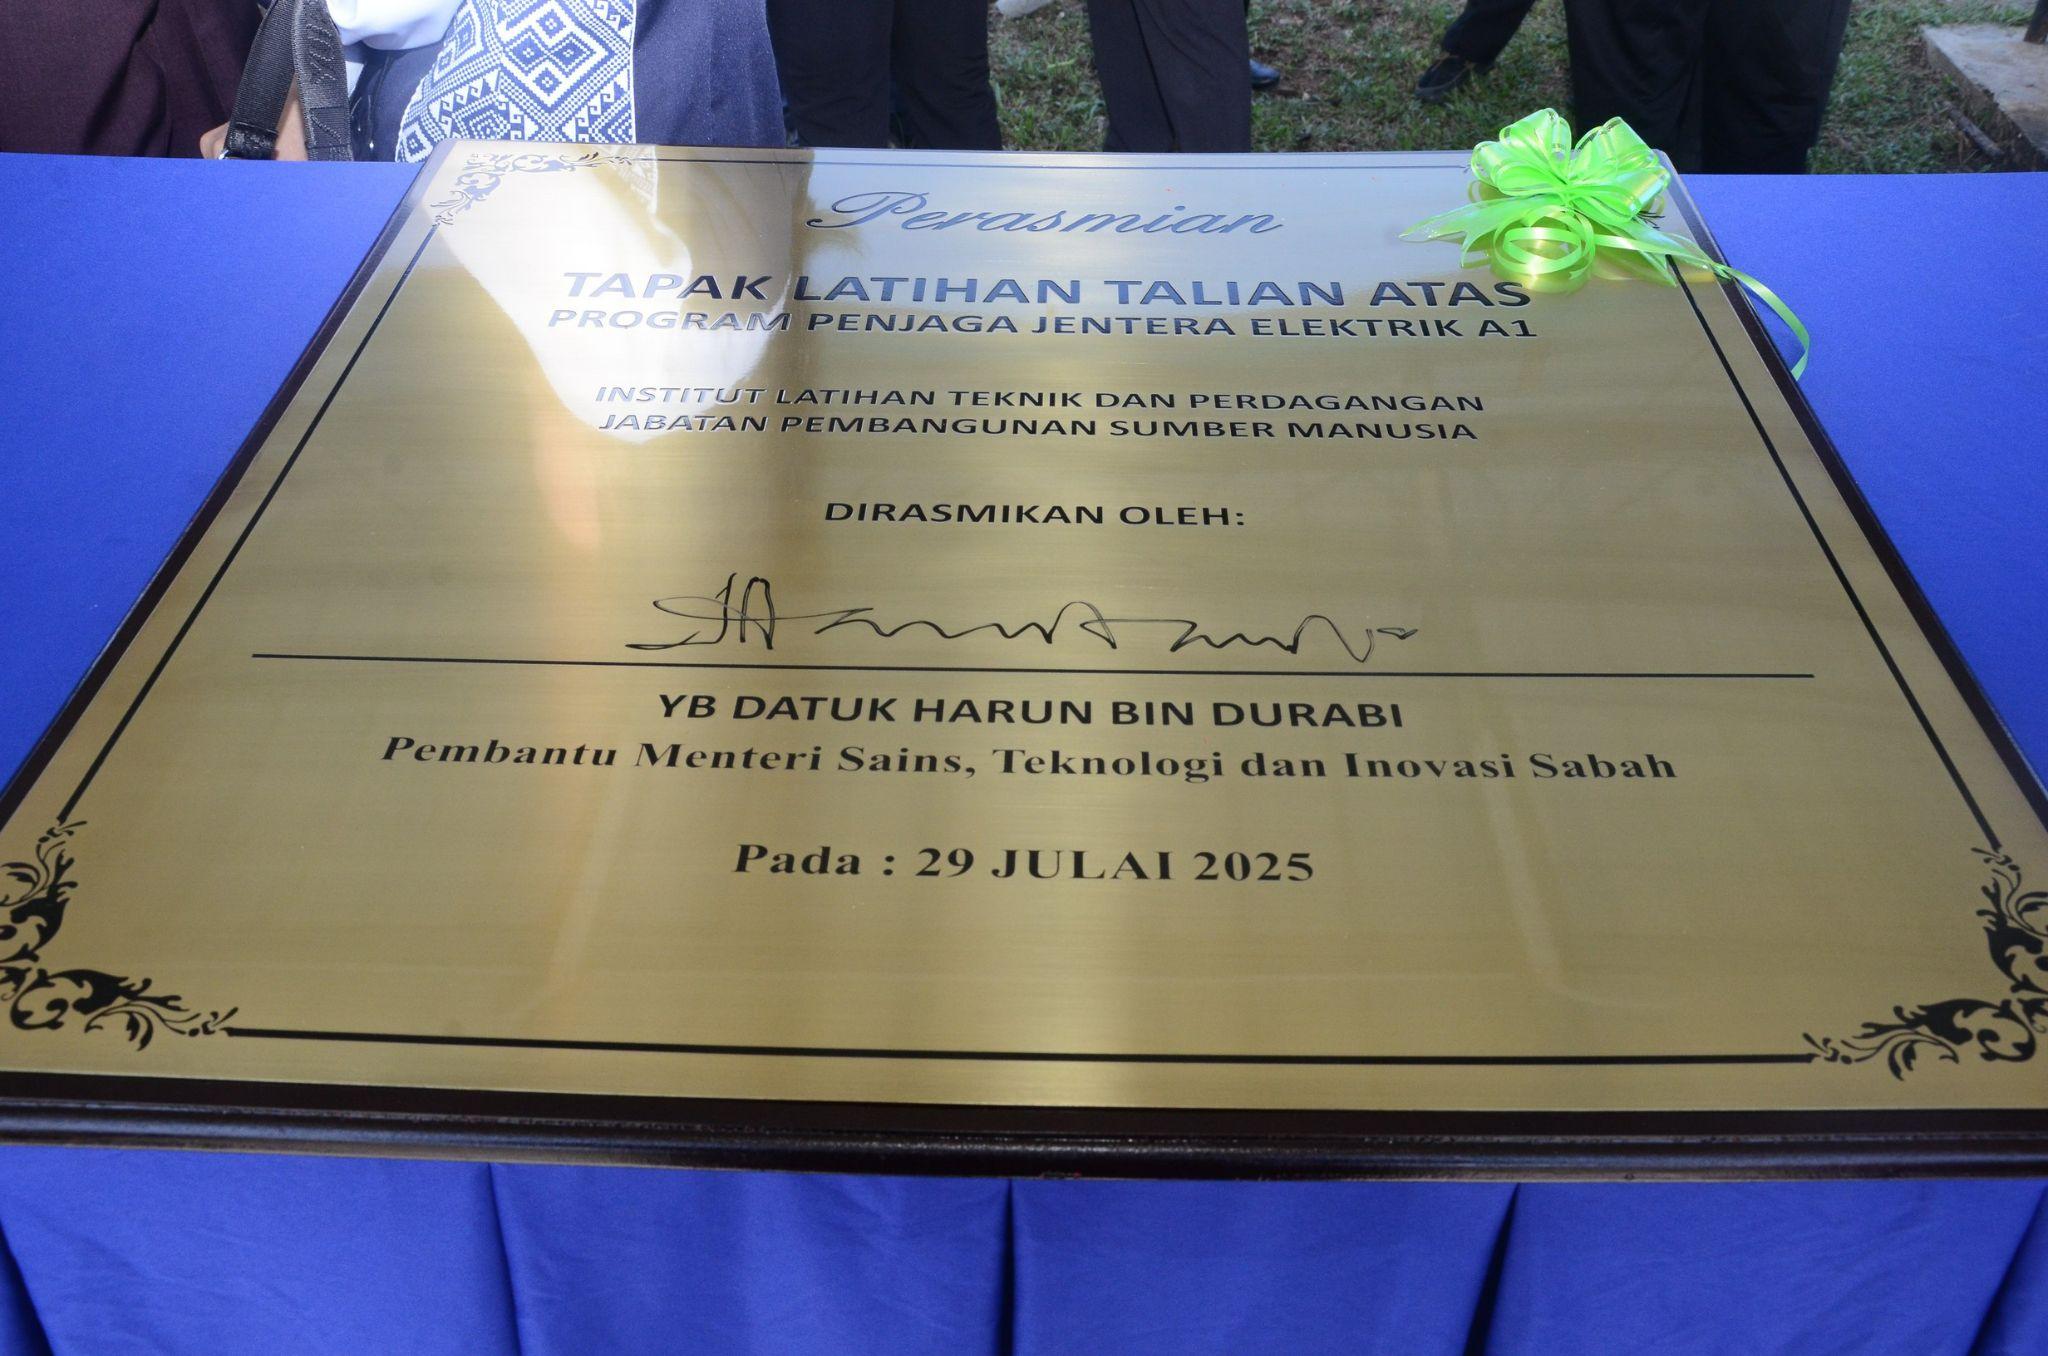 Perasmian
TAPAK LATIHAN TALIAN ATAS
PROGRAM PENJAGA JENTERA ELEKTRIK A1
INSTITUT LATIHAN TEKNIK DAN PERDAGANGAN
JABATAN PEMBANGUNAN SUMBER MANUSIA
DIRASMIKAN OLEH:
YB DATUK HARUN BIN DURABI
Pembantu Menteri Sains, Teknologi dan Inovasi Sabah
Pada : 29 JULAI 2025